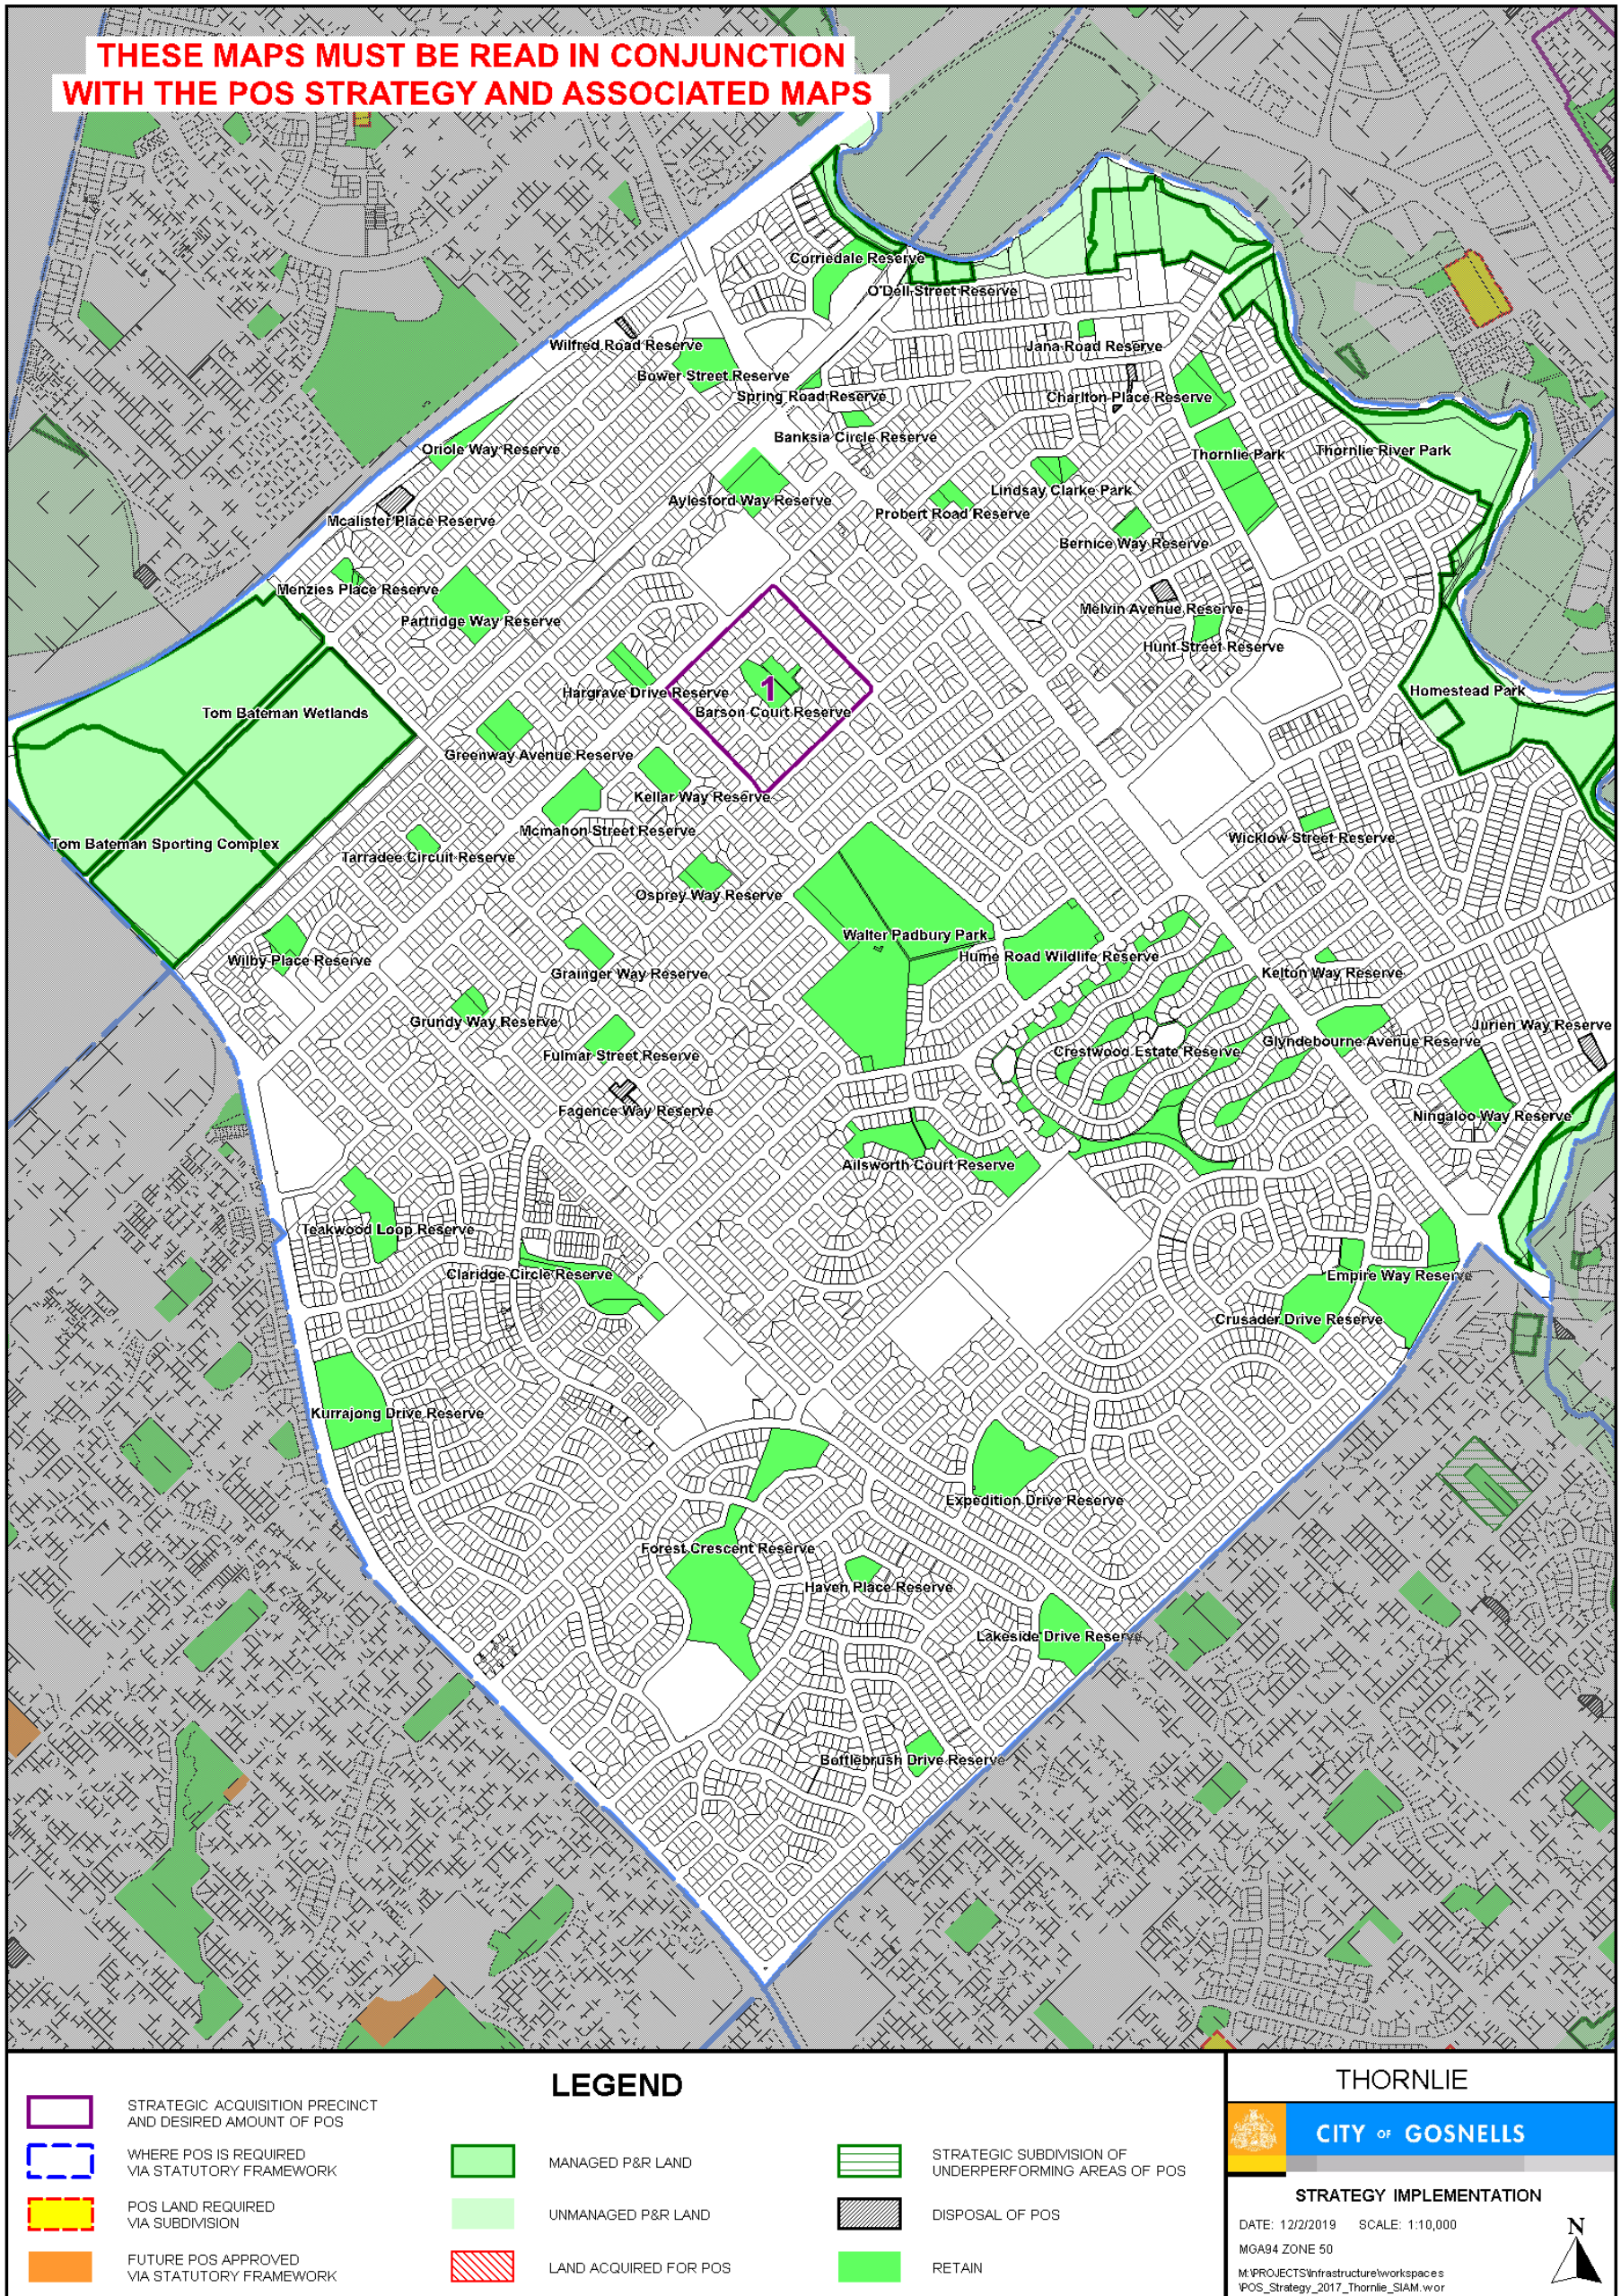 THESE MAPS MUST BE READ IN CONJUNCTION
WITH THE POS STRATEGY AND ASSOCIATED MAPS
Corriedale Reserve
O'Dell Street Reserve
Wilfred Road Reserve
Jana Road Reserve
Bower Street Reserve
Spring Road Reserve
Charlton Place Reserve
Banksia Circle Reserve
Oriole Way Reserve
Thornlie Park
Thornlie River Park
Lindsay Clarke Park
Aylesford Way Reserve
Probert Road Reserve
Mcalister Place Reserve
Bernice Way Reserve
Menzies Place Reserve
Melvin Avenue Reserve
Partridge Way Reserve
Hunt Street Reserve
1
Hargrave Drive Reserve
Homestead Park
Barson Court Reserve
Tom Bateman Wetlands
Greenway Avenue Reserve
Kellar Way Reserve
Mcmahon Street Reserve
Wicklow Street Reserve
Tom Bateman Sporting Complex
Tarradee Circuit Reserve
Osprey Way Reserve
Walter Padbury Park
Hume Road Wildlife Reserve
Wilby Place Reserve
Grainger Way Reserve
Kelton Way Reserve
Grundy Way Reserve
Jurien Way Reserve
Glyndebourne Avenue Reserve
Crestwood Estate Reserve
Fulmar Street Reserve
Fagence Way Reserve
Ningaloo Way Reserve
Ailsworth Court Reserve
Teakwood Loop Reserve
Claridge Circle Reserve
Empire Way Reserve
Crusader Drive Reserve
Kurrajong Drive Reserve
Expedition Drive Reserve
Forest Crescent Reserve
Haven Place Reserve
Lakeside Drive Reserve
Bottlebrush Drive Reserve
LEGEND
STRATEGIC ACQUISITION PRECINCT
AND DESIRED AMOUNT OF POS
WHERE POS IS REQUIRED
VIA STATUTORY FRAMEWORK
POS LAND REQUIRED
VIA SUBDIVISION
FUTURE POS APPROVED
VIA STATUTORY FRAMEWORK
MANAGED P&R LAND
UNMANAGED P&R LAND
LAND ACQUIRED FOR POS
STRATEGIC SUBDIVISION OF
UNDERPERFORMING AREAS OF POS
DISPOSAL OF POS
RETAIN
THORNLIE
CITY OF GOSNELLS
STRATEGY IMPLEMENTATION
DATE: 12/2/2019 SCALE: 1:10,000
MGA94 ZONE 50
N
M:\PROJECTS\Infrastructure\workspaces
\POS_Strategy_2017_Thornlie_SIAM.wor